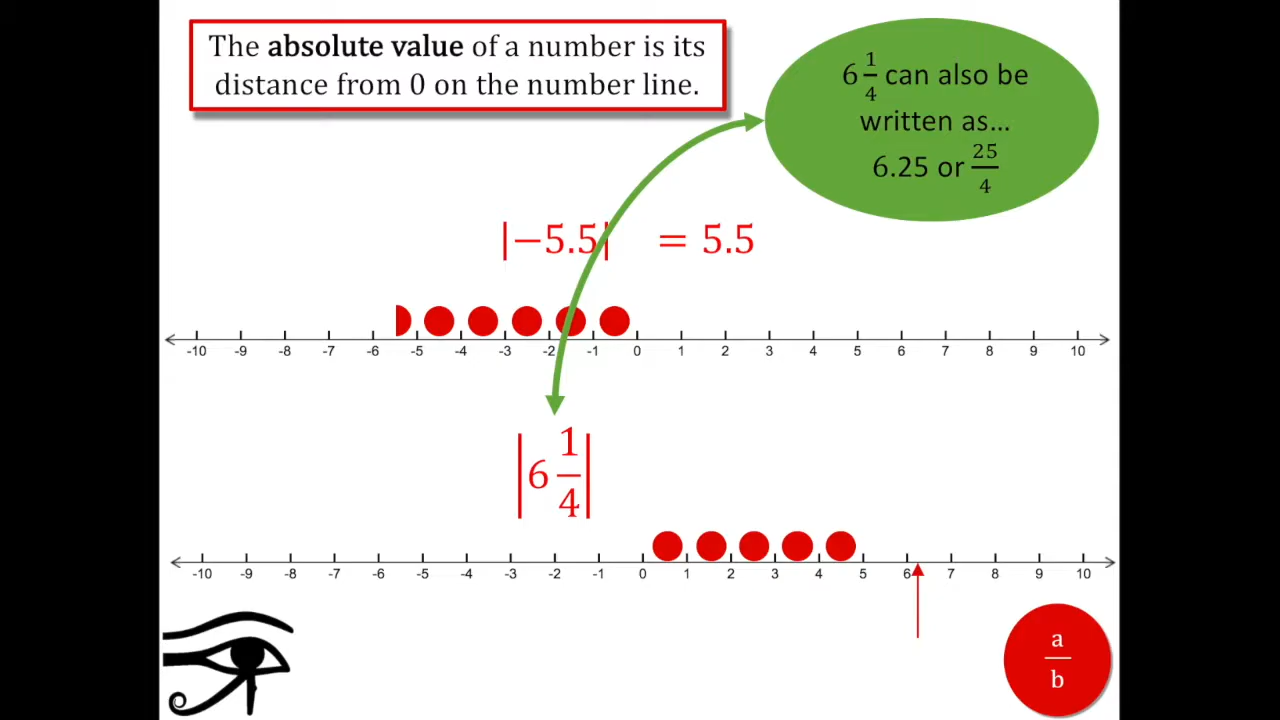 The absolute value of a number is its
distance from 0 on the number line.
6 1/4 can also be
written as...
6.25 or 25/4
|−5.5| = 5.5
-10 -9 -8 -7 -6 -5 -4 -3 -2 -1 0 1 2 3 4 5 6 7 8 9 10
|6 1/4|
-10 -9 -8 -7 -6 -5 -4 -3 -2 -1 0 1 2 3 4 5 6 7 8 9 10
a
b